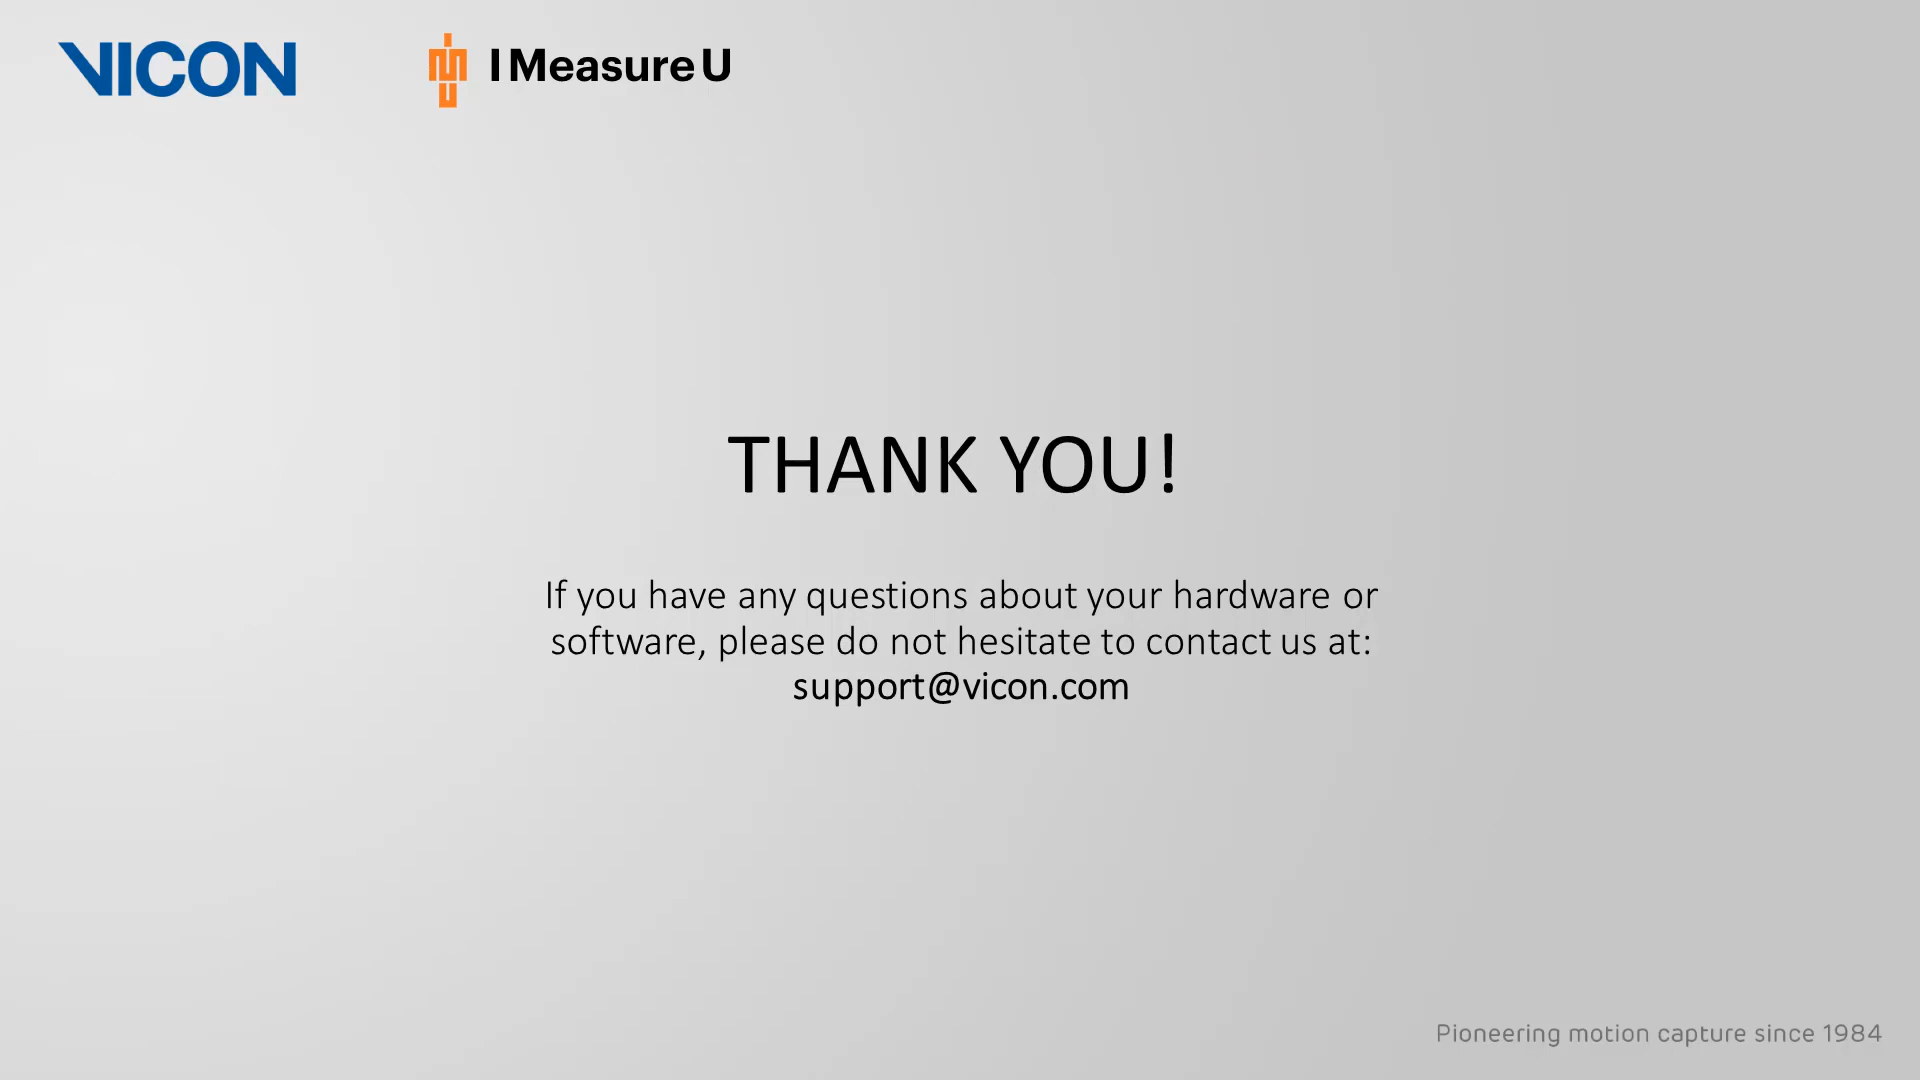 VICON
I Measure U
THANK YOU!
If you have any questions about your hardware or
software, please do not hesitate to contact us at:
support@vicon.com
Pioneering motion capture since 1984